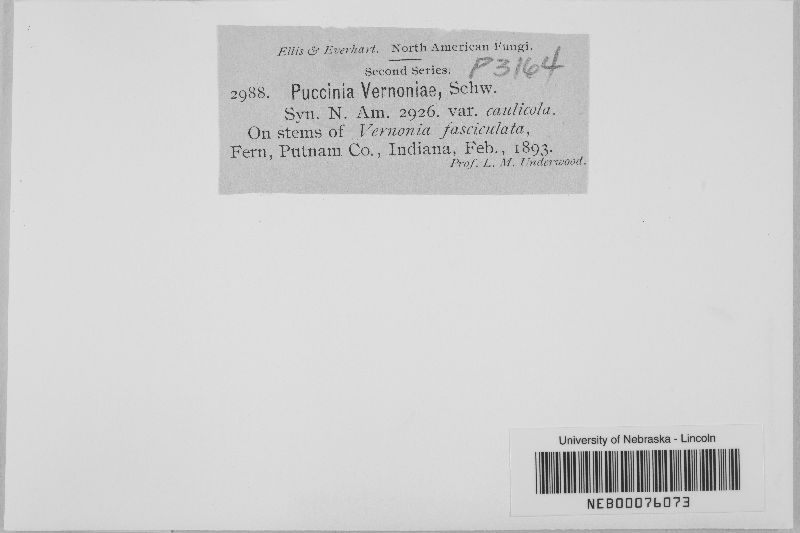 Ellis & Everhart. North American Fungi.
Second Series. P3164
2988. Puccinia Vernoniae, Schw.
Syn. N. Am. 2926. var. caulicola.
On stems of Vernonia fasciculata,
Fern, Putnam Co., Indiana, Feb., 1893.
Prof. L. M. Underwood.
University of Nebraska - Lincoln
NEB00076073